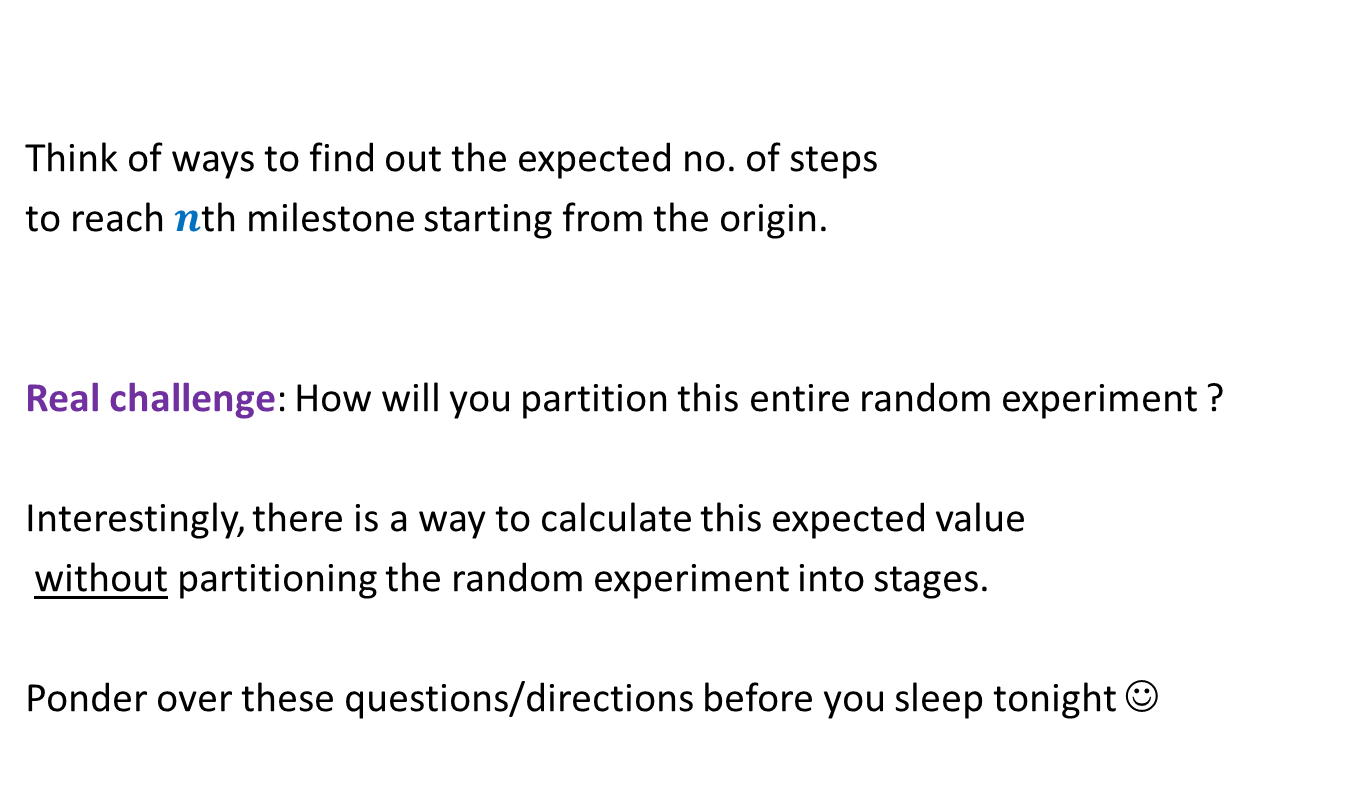 Think of ways to find out the expected no. of steps
to reach nth milestone starting from the origin.
Real challenge: How will you partition this entire random experiment ?
Interestingly, there is a way to calculate this expected value
without partitioning the random experiment into stages.
Ponder over these questions/directions before you sleep tonight ☺